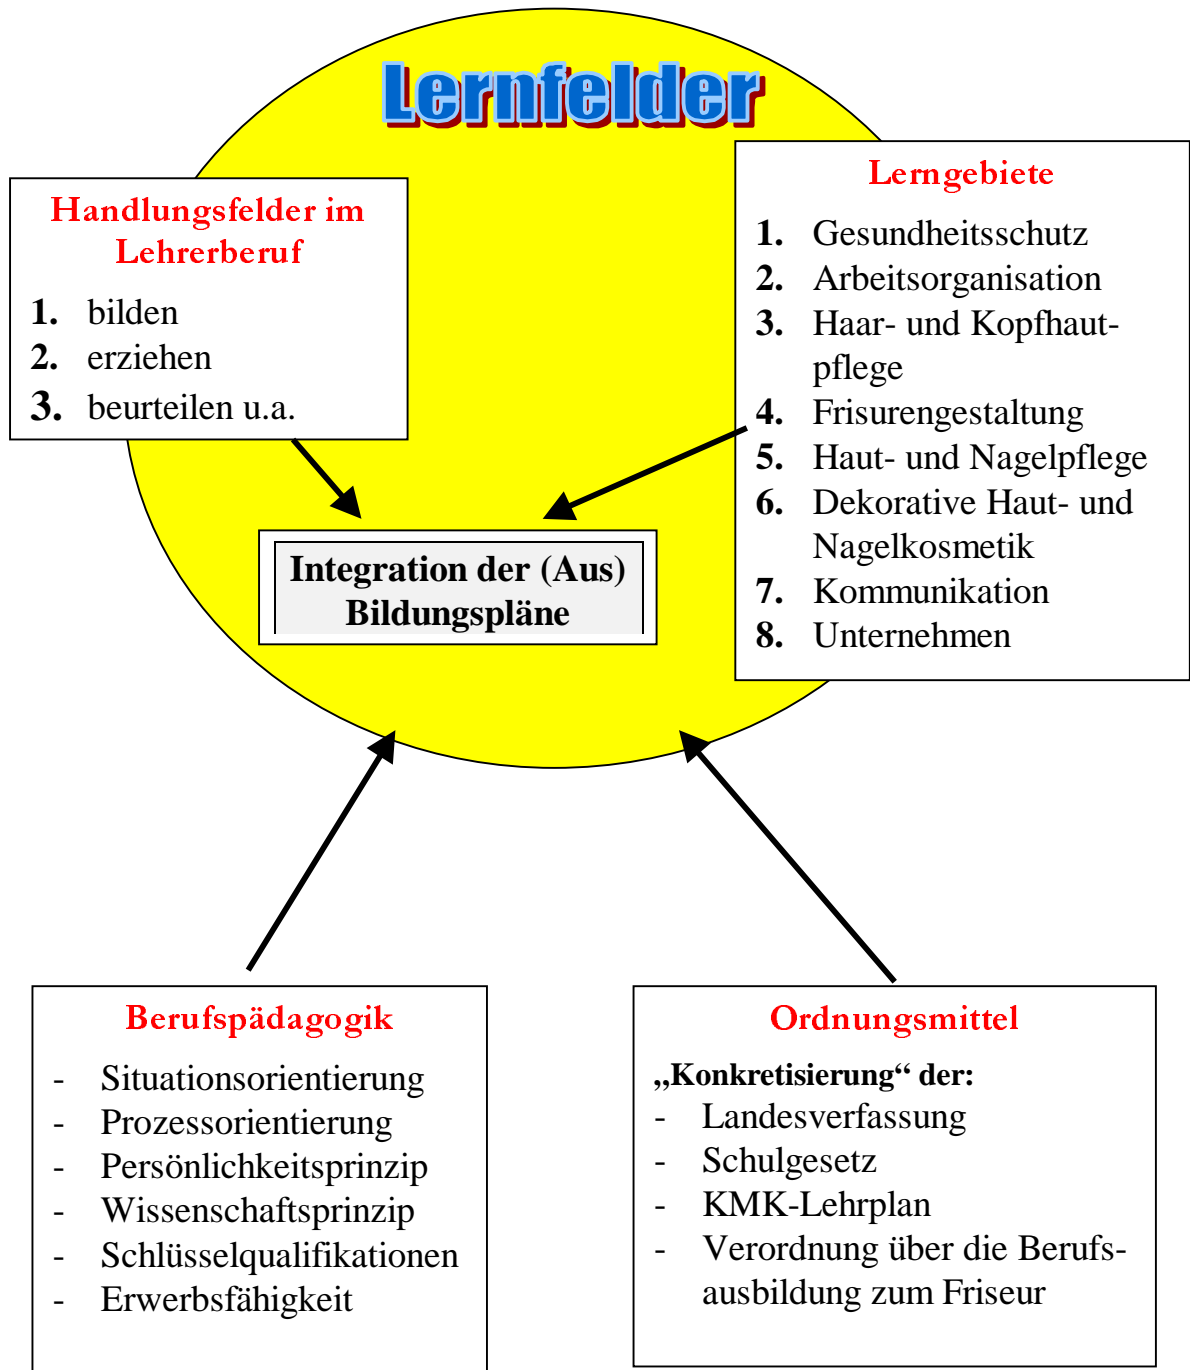 Lernfelder
Handlungsfelder im
Lehrerberuf
1. bilden
2. erziehen
3. beurteilen u.a.
Lerngebiete
1. Gesundheitsschutz
2. Arbeitsorganisation
3. Haar- und Kopfhaut-
pflege
4. Frisurengestaltung
5. Haut- und Nagelpflege
6. Dekorative Haut- und
Nagelkosmetik
7. Kommunikation
8. Unternehmen
Integration der (Aus)
Bildungspläne
Berufspädagogik
- Situationsorientierung
- Prozessorientierung
- Persönlichkeitsprinzip
- Wissenschaftsprinzip
- Schlüsselqualifikationen
- Erwerbsfähigkeit
Ordnungsmittel
„Konkretisierung“ der:
- Landesverfassung
- Schulgesetz
- KMK-Lehrplan
- Verordnung über die Berufs-
ausbildung zum Friseur